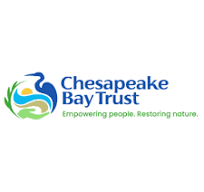 Chesapeake
Bay Trust
Empowering people. Restoring nature.